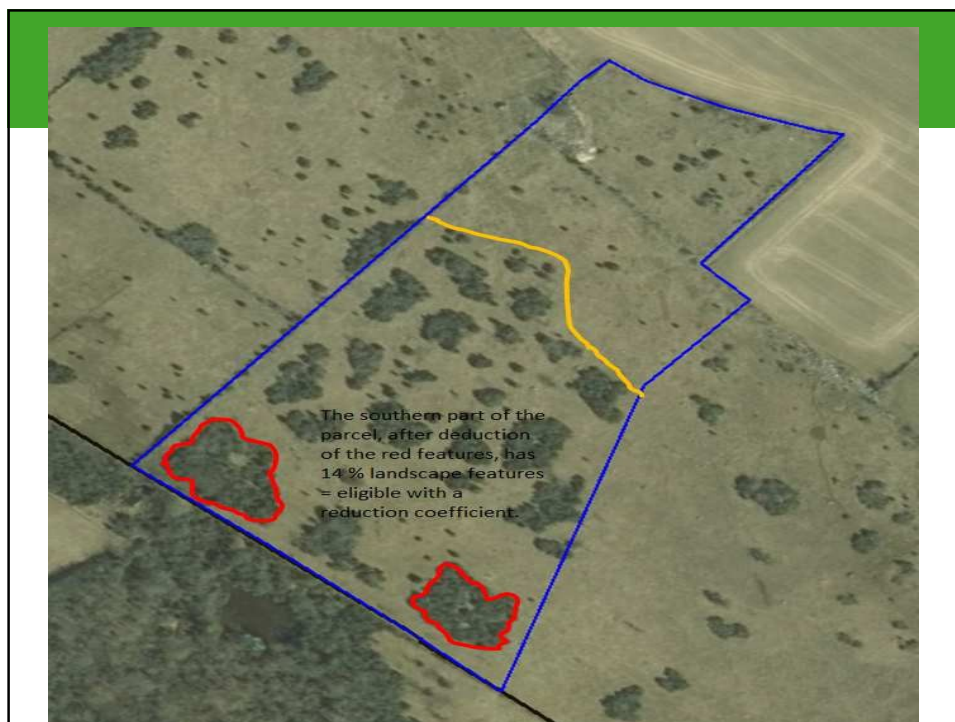 The southern part of the
parcel, after deduction
of the red features, has
14 % landscape features
= eligible with a
reduction coefficient.